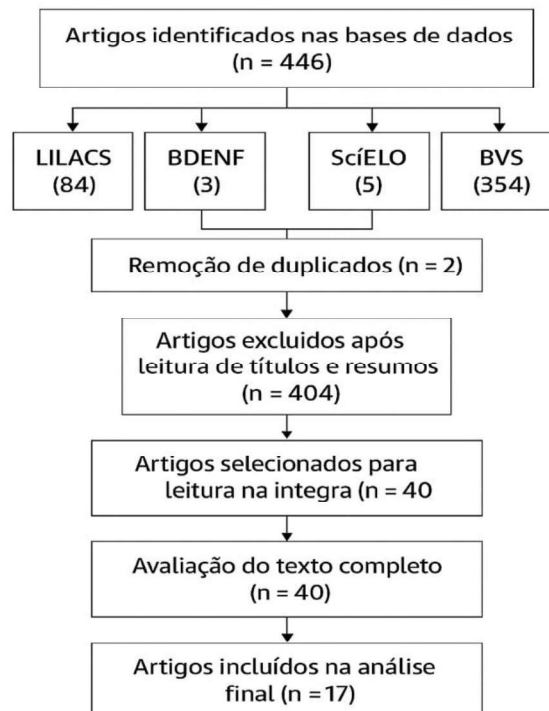 Artigos identificados nas bases de dados
(n = 446)
LILACS
(84)
BDENF
(3)
ScíELO
(5)
BVS
(354)
Remoção de duplicados (n = 2)
Artigos excluidos após
leitura de títulos e resumos
(n = 404)
Artigos selecionados para
leitura na integra (n = 40
Avaliação do texto completo
(n = 40)
Artigos incluídos na análise
final (n = 17)